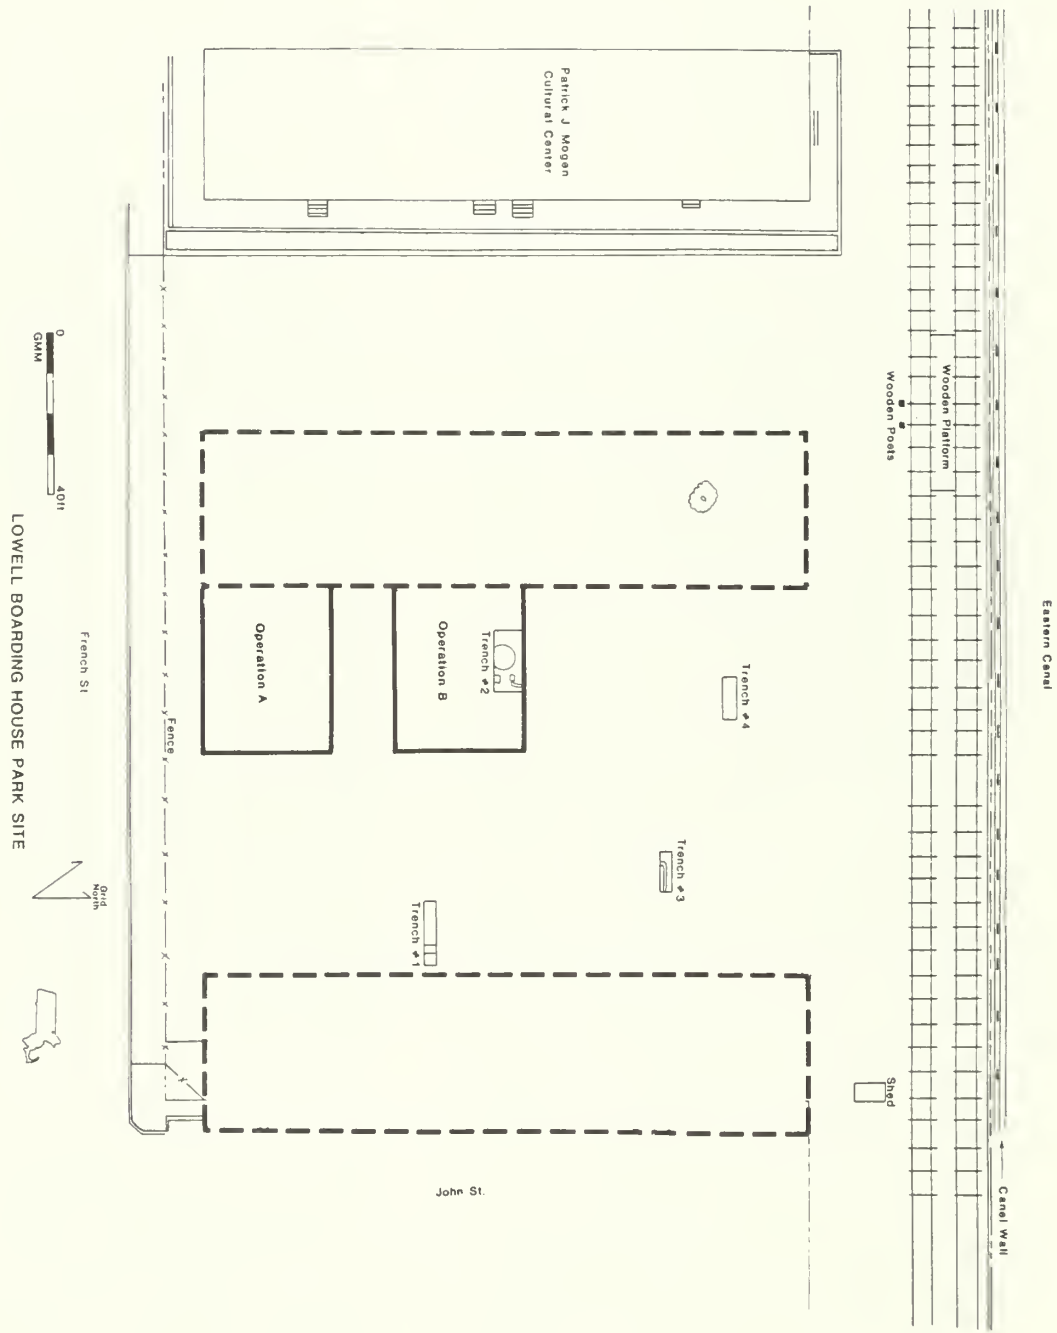 Eastern Canal
Canal Wall
Wooden Platform
Wooden Posts
Shed
Patrick J Mogan
Cultural Center
Trench #4
Trench #3
Trench #2
Operation B
Trench #1
Operation A
John St.
Fence
French St
Grid
North
0
40ft
GMM
LOWELL BOARDING HOUSE PARK SITE